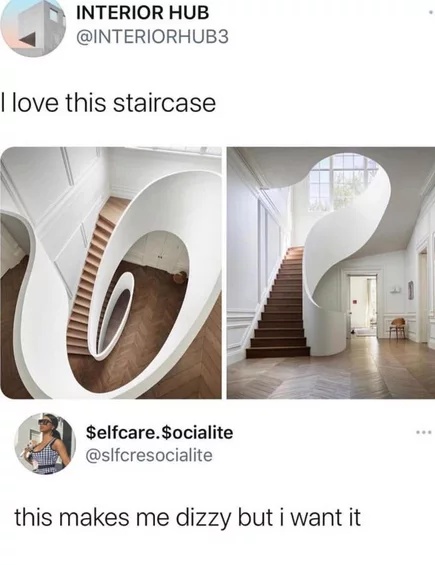 INTERIOR HUB
@INTERIORHUB3
I love this staircase
$elfcare.$ocialite
@slfcresocialite
this makes me dizzy but i want it